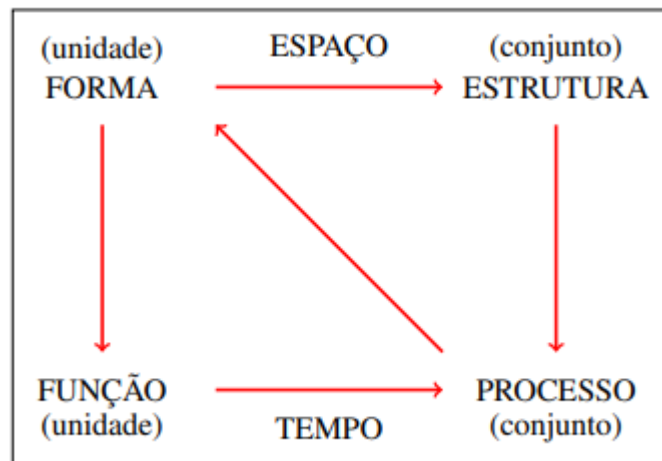 (unidade) ESPAÇO (conjunto)
FORMA ESTRUTURA
FUNÇÃO PROCESSO
(unidade) TEMPO (conjunto)